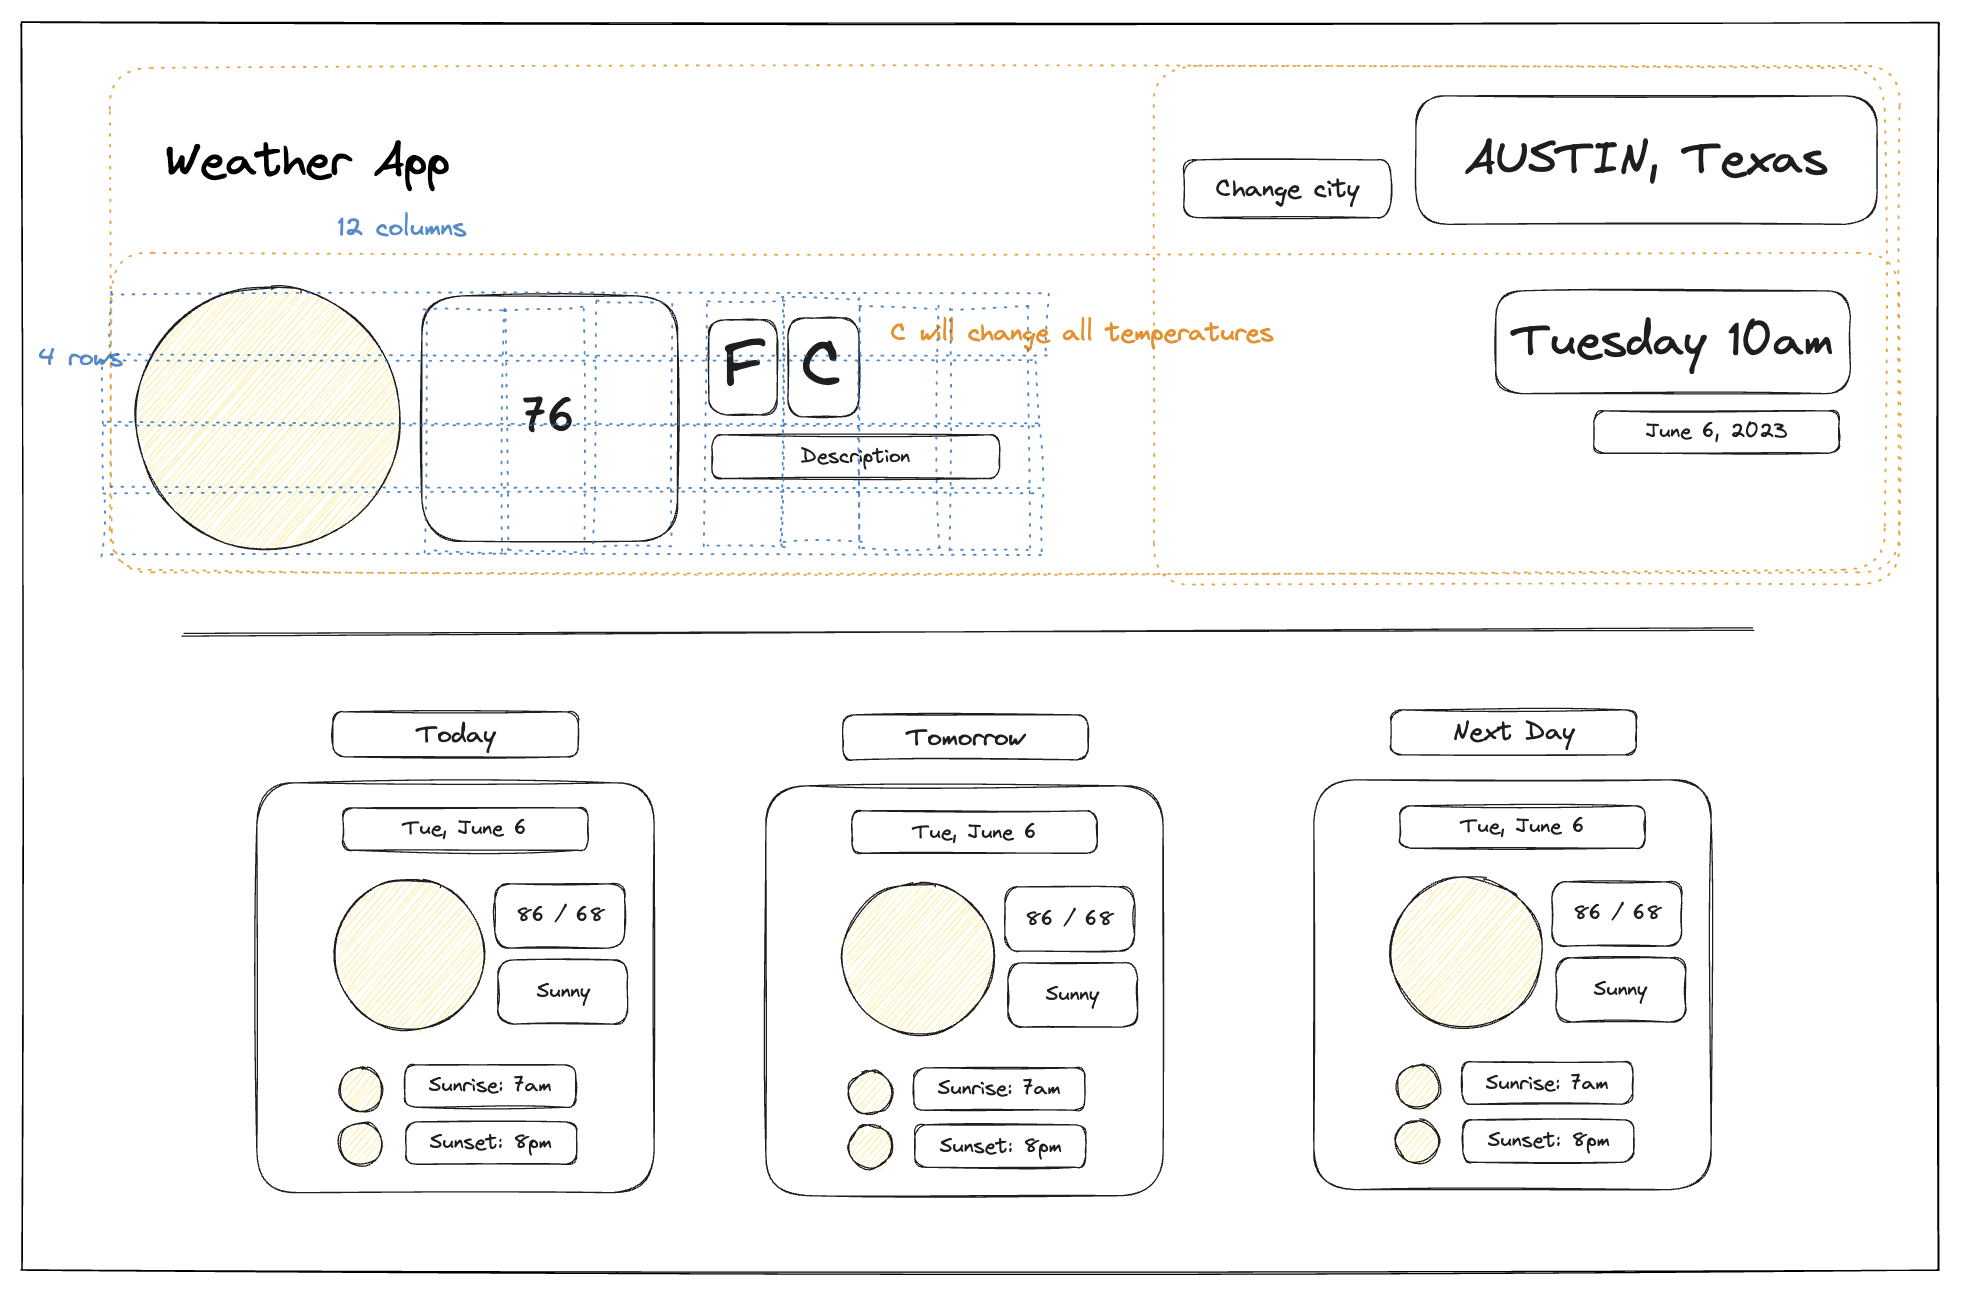 Weather App
12 columns
Change city
AUSTIN, Texas
4 rows
76
F
C
C will change all temperatures
Description
Tuesday 10am
June 6, 2023
Today
Tue, June 6
86 / 68
Sunny
Sunrise: 7am
Sunset: 8pm
Tomorrow
Tue, June 6
86 / 68
Sunny
Sunrise: 7am
Sunset: 8pm
Next Day
Tue, June 6
86 / 68
Sunny
Sunrise: 7am
Sunset: 8pm